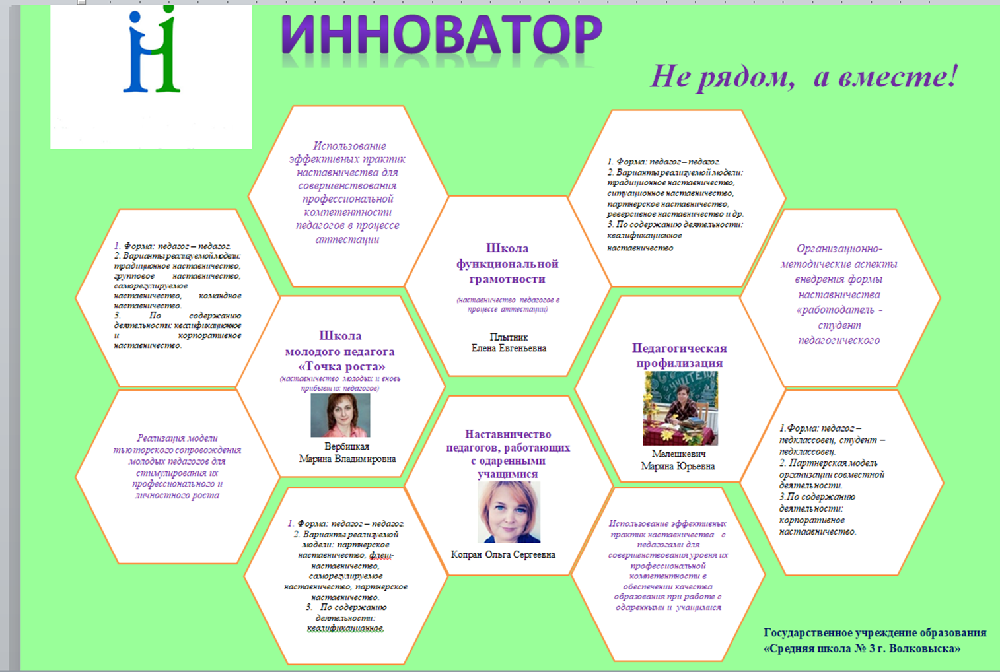 ИННОВАТОР
Не рядом, а вместе!
Использование
эффективных практик
наставничества для
совершенствования
профессиональной
компетентности
педагогов в процессе
аттестации
1. Форма: педагог – педагог.
2. Варианты реализуемой модели:
традиционное наставничество,
ситуационное наставничество,
партнерское наставничество,
реверсивное наставничество и др.
3. По содержанию деятельности:
квалификационное
наставничество
1. Форма: педагог – педагог.
2. Варианты реализуемой модели:
традиционное наставничество,
групповое наставничество,
саморегулируемое
наставничество, командное
наставничество.
3. По содержанию
деятельности: квалификационное
и корпоративное
наставничество.
Школа
функциональной
грамотности
(наставничество педагогов в
процессе аттестации)
Плытник
Елена Евгеньевна
Организационно-
методические аспекты
внедрения формы
наставничества
«работодатель -
студент
педагогического
Школа
молодого педагога
«Точка роста»
(наставничество молодых и вновь
прибывших педагогов)
Вербицкая
Марина Владимировна
Педагогическая
профилизация
Мелешкевич
Марина Юрьевна
Реализация модели
тьюторского сопровождения
молодых педагогов для
стимулирования их
профессионального и
личностного роста
Наставничество
педагогов, работающих
с одаренными
учащимися
Копран Ольга Сергеевна
1.Форма: педагог –
педклассовец, студент –
педклассовец.
2. Партнерская модель
организации совместной
деятельности.
3.По содержанию
деятельности:
корпоративное
настаавничество.
1. Форма: педагог – педагог.
2. Варианты реализуемой
модели: партнерское
наставничество, флеш-
наставничество,
саморегулируемое
наставничество, партнерское
наставничество.
3. По содержанию
деятельности:
квалификационное.
Использование эффективных
практик наставничества с
педагогами для
совершенствования уровня их
профессиональной
компетентности в
обеспечении качества
образования при работе с
одаренными и учащимися
Государственное учреждение образования
«Средняя школа № 3 г. Волковыска»